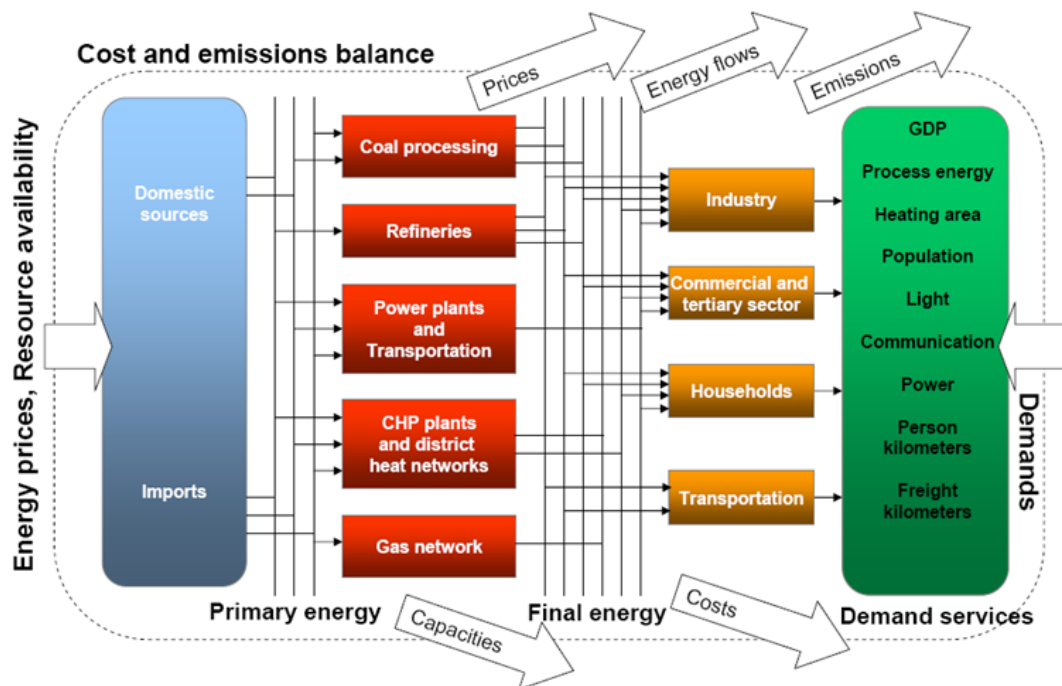 Cost and emissions balance
Prices
Energy flows
Emissions
Energy prices, Resource availability
Domestic
sources
Imports
Primary energy
Coal processing
Refineries
Power plants
and
Transportation
CHP plants
and district
heat networks
Gas network
Capacities
Final energy
Industry
Commercial and
tertiary sector
Households
Transportation
Costs
GDP
Process energy
Heating area
Population
Light
Communication
Power
Person
kilometers
Freight
kilometers
Demand services
Demands